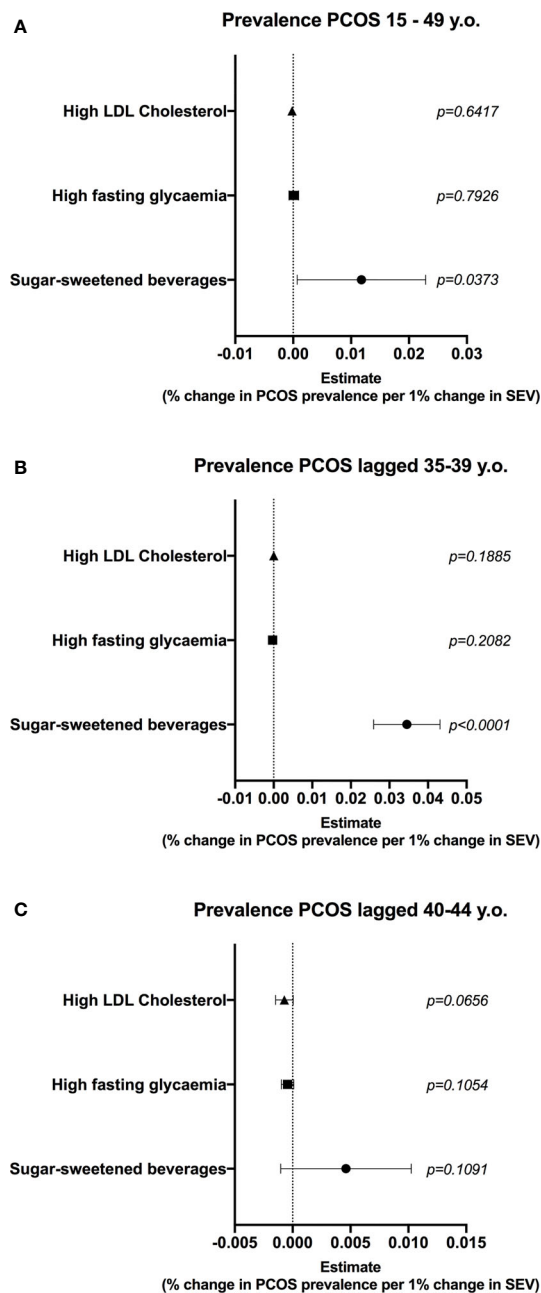 A
Prevalence PCOS 15 - 49 y.o.
High LDL Cholesterol
p=0.6417
High fasting glycaemia
p=0.7926
Sugar-sweetened beverages
p=0.0373
-0.01 0.00 0.01 0.02 0.03
Estimate
(% change in PCOS prevalence per 1% change in SEV)
B
Prevalence PCOS lagged 35-39 y.o.
High LDL Cholesterol
p=0.1885
High fasting glycaemia
p=0.2082
Sugar-sweetened beverages
p<0.0001
-0.01 0.00 0.01 0.02 0.03 0.04 0.05
Estimate
(% change in PCOS prevalence per 1% change in SEV)
C
Prevalence PCOS lagged 40-44 y.o.
High LDL Cholesterol
p=0.0656
High fasting glycaemia
p=0.1054
Sugar-sweetened beverages
p=0.1091
-0.005 0.000 0.005 0.010 0.015
Estimate
(% change in PCOS prevalence per 1% change in SEV)